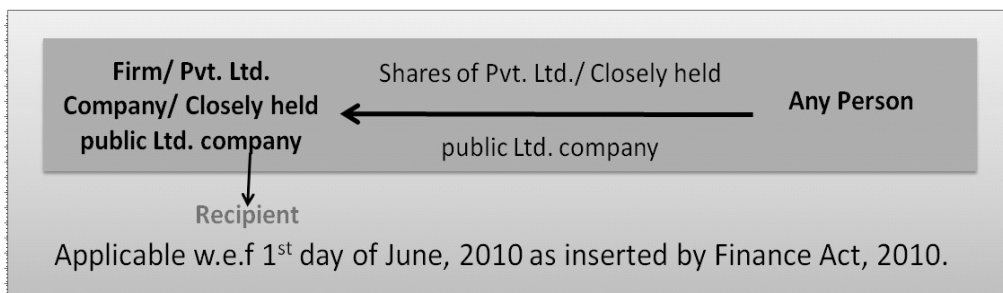 Firm/ Pvt. Ltd.
Company/ Closely held
public Ltd. company
Shares of Pvt. Ltd./ Closely held
public Ltd. company
Any Person
Recipient
Applicable w.e.f 1st day of June, 2010 as inserted by Finance Act, 2010.